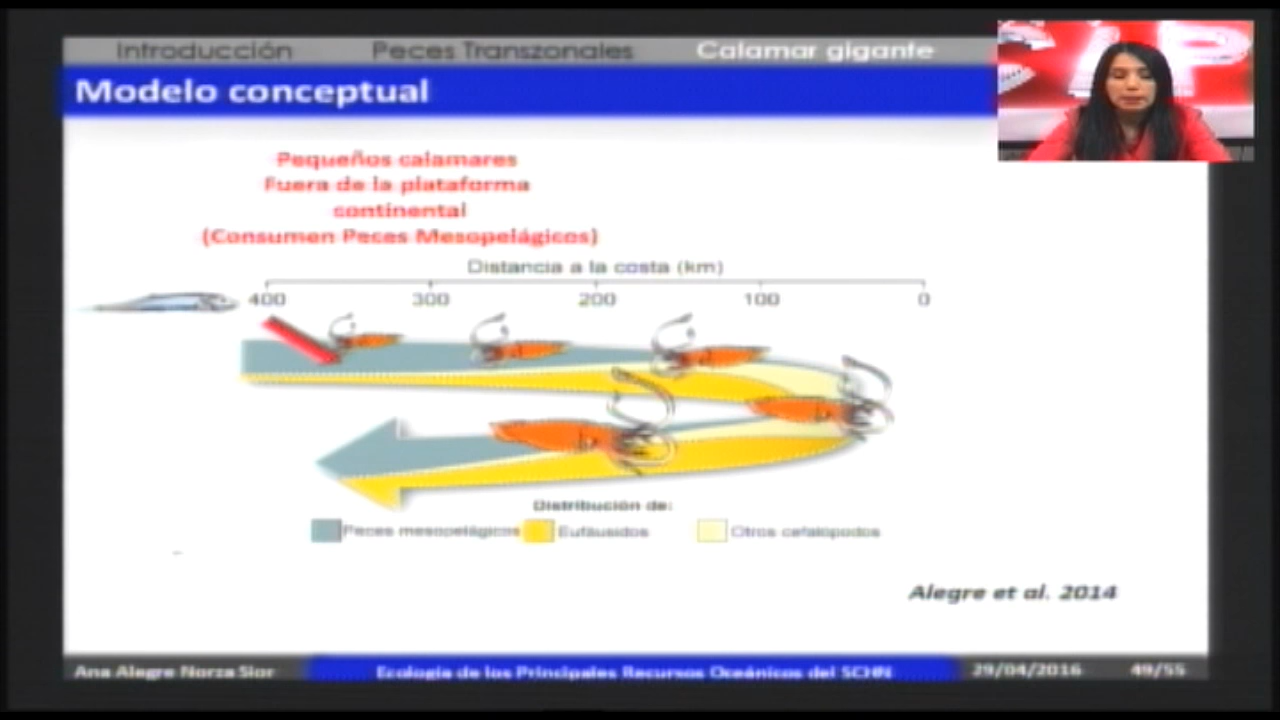 Introducción Peces Transzonales Calamar gigante
Modelo conceptual
CIP
Pequeños calamares
Fuera de la plataforma
continental
(Consumen Peces Mesopelágicos)
Distancia a la costa (km)
400 300 200 100 0
Distribución de:
Peces mesopelágicos Eufáusidos Otros cefalópodos
Alegre et al. 2014
Ana Alegre Norza Sior Ecología de los Principales Recursos Oceánicos del SCHN 29/04/2016 49/55